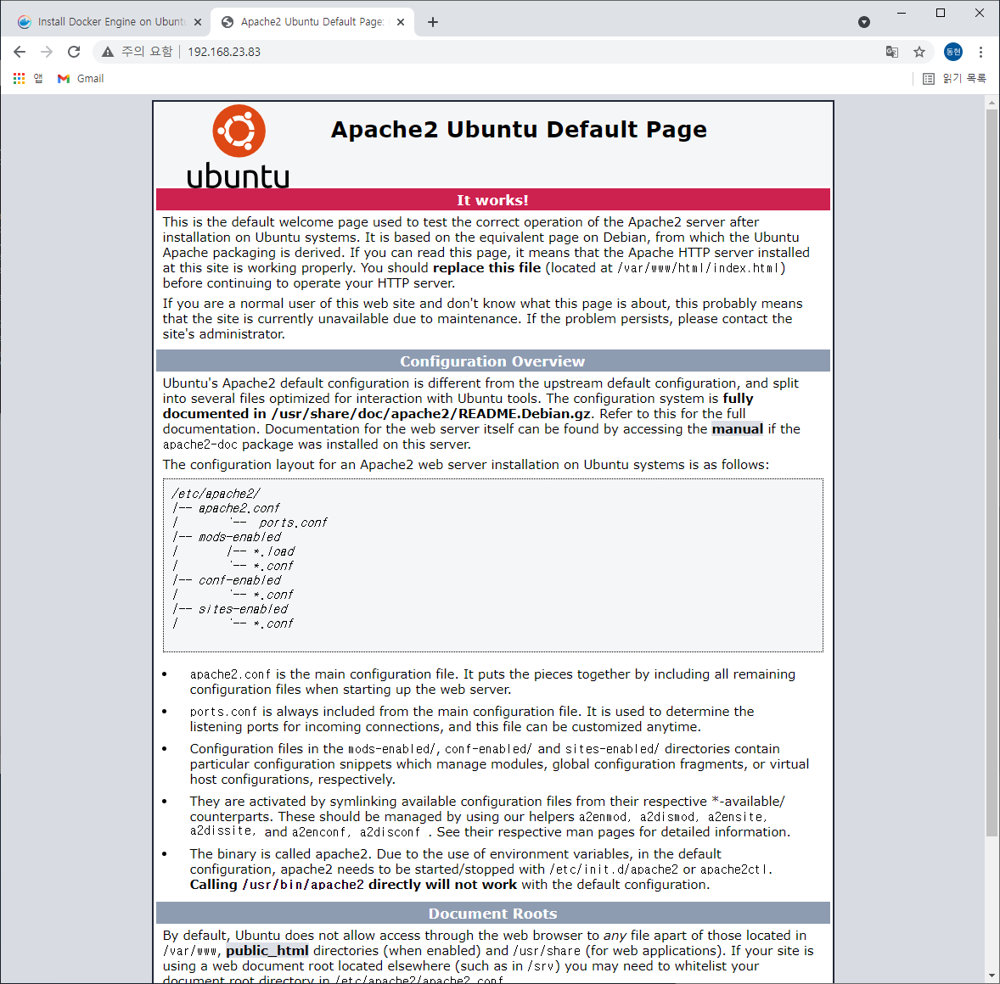 Install Docker Engine on Ubunt
Apache2 Ubuntu Default Page:
주의 요함
192.168.23.83
동현
앱
Gmail
읽기 목록
ubuntu
Apache2 Ubuntu Default Page
It works!
This is the default welcome page used to test the correct operation of the Apache2 server after
installation on Ubuntu systems. It is based on the equivalent page on Debian, from which the Ubuntu
Apache packaging is derived. If you can read this page, it means that the Apache HTTP server installed
at this site is working properly. You should replace this file (located at /var/www/html/index.html)
before continuing to operate your HTTP server.
If you are a normal user of this web site and don't know what this page is about, this probably means
that the site is currently unavailable due to maintenance. If the problem persists, please contact the
site's administrator.
Configuration Overview
Ubuntu's Apache2 default configuration is different from the upstream default configuration, and split
into several files optimized for interaction with Ubuntu tools. The configuration system is fully
documented in /usr/share/doc/apache2/README.Debian.gz. Refer to this for the full
documentation. Documentation for the web server itself can be found by accessing the manual if the
apache2-doc package was installed on this server.
The configuration layout for an Apache2 web server installation on Ubuntu systems is as follows:
/etc/apache2/
|-- apache2.conf
|       `--  ports.conf
|-- mods-enabled
|       |-- *.load
|       `-- *.conf
|-- conf-enabled
|       `-- *.conf
|-- sites-enabled
|       `-- *.conf
• apache2.conf is the main configuration file. It puts the pieces together by including all remaining
configuration files when starting up the web server.
• ports.conf is always included from the main configuration file. It is used to determine the
listening ports for incoming connections, and this file can be customized anytime.
• Configuration files in the mods-enabled/, conf-enabled/ and sites-enabled/ directories contain
particular configuration snippets which manage modules, global configuration fragments, or virtual
host configurations, respectively.
• They are activated by symlinking available configuration files from their respective *-available/
counterparts. These should be managed by using our helpers a2enmod, a2dismod, a2ensite,
a2dissite, and a2enconf, a2disconf . See their respective man pages for detailed information.
• The binary is called apache2. Due to the use of environment variables, in the default
configuration, apache2 needs to be started/stopped with /etc/init.d/apache2 or apache2ctl.
Calling /usr/bin/apache2 directly will not work with the default configuration.
Document Roots
By default, Ubuntu does not allow access through the web browser to any file apart of those located in
/var/www, public_html directories (when enabled) and /usr/share (for web applications). If your site is
using a web document root located elsewhere (such as in /srv) you may need to whitelist your
document root directory in /etc/apache2/apache2.conf.